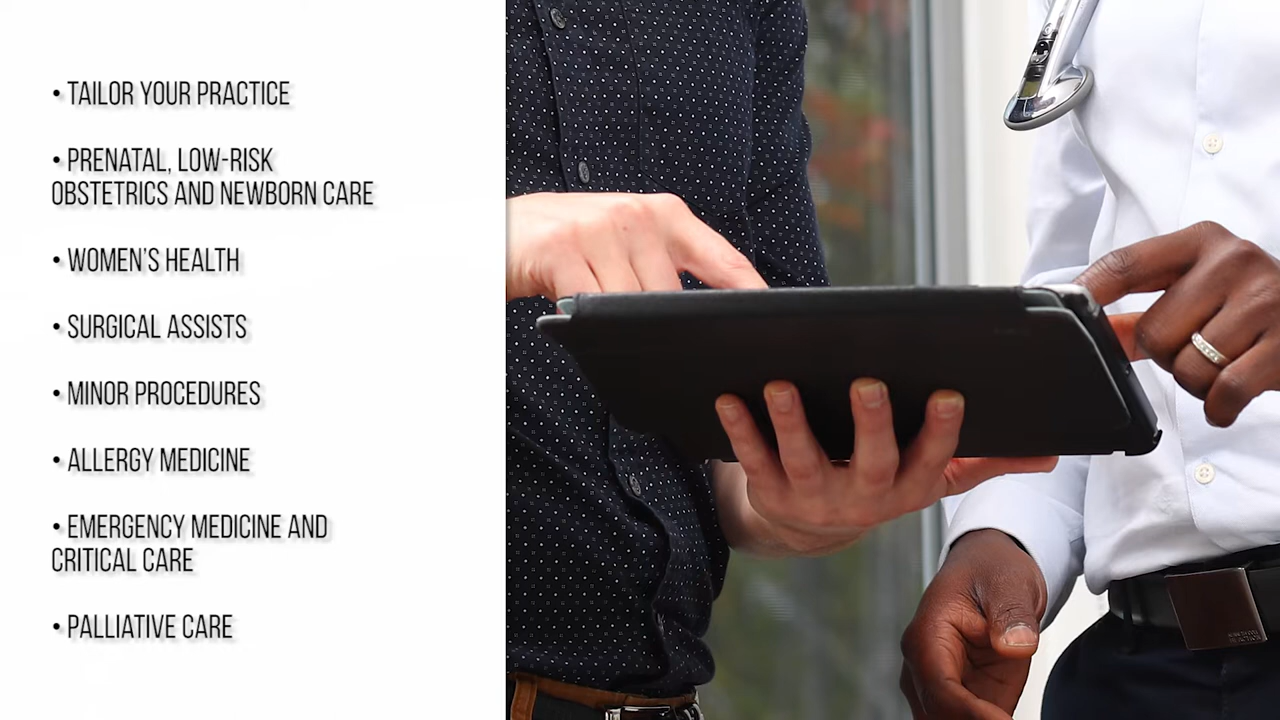 • TAILOR YOUR PRACTICE
• PRENATAL, LOW-RISK
OBSTETRICS AND NEWBORN CARE
• WOMEN'S HEALTH
• SURGICAL ASSISTS
• MINOR PROCEDURES
• ALLERGY MEDICINE
• EMERGENCY MEDICINE AND
CRITICAL CARE
• PALLIATIVE CARE